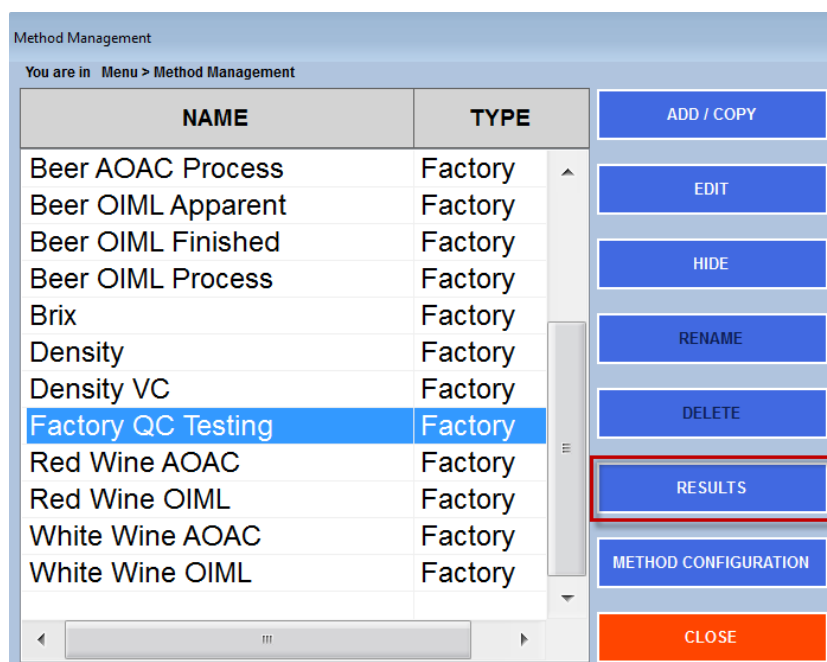 Method Management
You are in Menu > Method Management
NAME TYPE
Beer AOAC Process Factory
Beer OIML Apparent Factory
Beer OIML Finished Factory
Beer OIML Process Factory
Brix Factory
Density Factory
Density VC Factory
Factory QC Testing Factory
Red Wine AOAC Factory
Red Wine OIML Factory
White Wine AOAC Factory
White Wine OIML Factory
ADD / COPY
EDIT
HIDE
RENAME
DELETE
RESULTS
METHOD CONFIGURATION
CLOSE